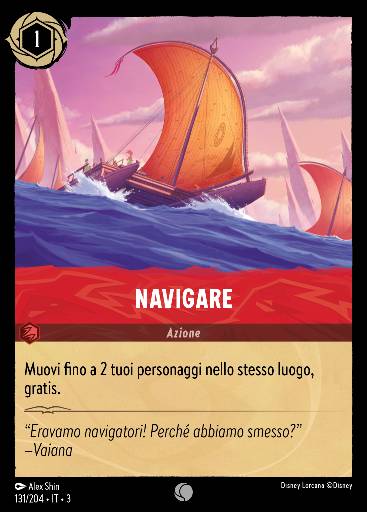 1
NAVIGARE
Azione
Muovi fino a 2 tuoi personaggi nello stesso luogo,
gratis.
“Eravamo navigatori! Perché abbiamo smesso?”
–Vaiana
Alex Shin
Disney Lorcana ©Disney
131/204 • IT • 3